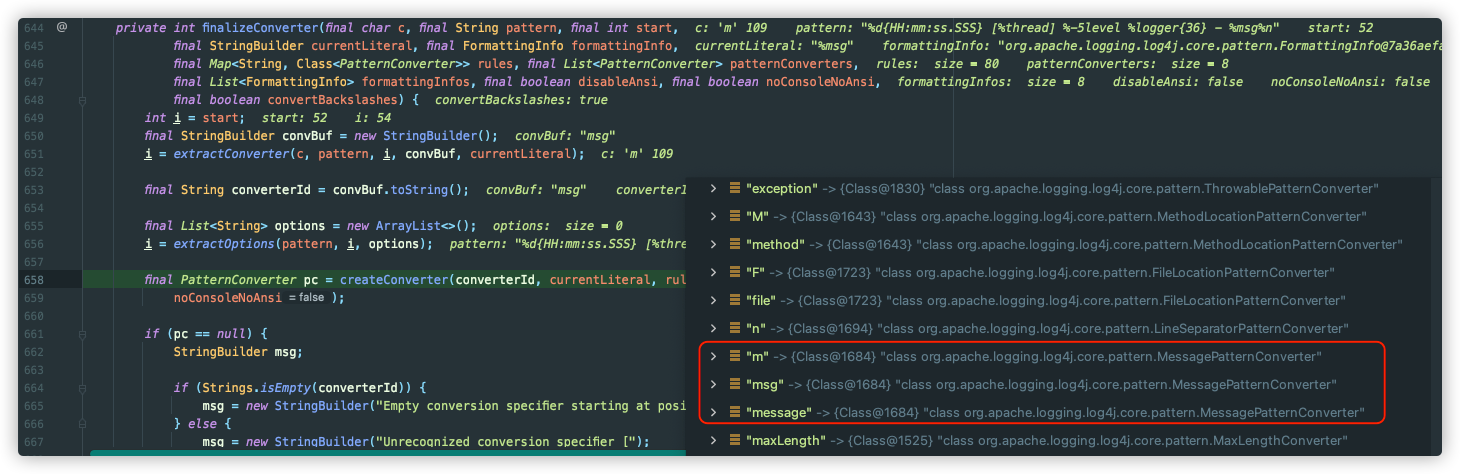 644 @ private int finalizeConverter(final char c, final String pattern, final int start, c: 'm' 109 pattern: "%d{HH:mm:ss.SSS} [%thread] %-5level %logger{36} - %msg%n" start: 52
645 final StringBuilder currentLiteral, final FormattingInfo formattingInfo, currentLiteral: "%msg" formattingInfo: "org.apache.logging.log4j.core.pattern.FormattingInfo@7a36aefa
646 final Map<String, Class<PatternConverter>> rules, final List<PatternConverter> patternConverters, rules: size = 80 patternConverters: size = 8
647 final List<FormattingInfo> formattingInfos, final boolean disableAnsi, final boolean noConsoleNoAnsi, formattingInfos: size = 8 disableAnsi: false noConsoleNoAnsi: false
648 final boolean convertBackslashes) { convertBackslashes: true
649 int i = start; start: 52 i: 54
650 final StringBuilder convBuf = new StringBuilder(); convBuf: "msg"
651 i = extractConverter(c, pattern, i, convBuf, currentLiteral); c: 'm' 109
652
653 final String converterId = convBuf.toString(); convBuf: "msg"
654
655 final List<String> options = new ArrayList<>(); options: size = 0
656 i = extractOptions(pattern, i, options); pattern: "%d{HH:mm:ss.SSS} [%thre
657
658 final PatternConverter pc = createConverter(converterId, currentLiteral, rul
659 noConsoleNoAnsi = false );
660
661 if (pc == null) {
662 StringBuilder msg;
663
664 if (Strings.isEmpty(converterId)) {
665 msg = new StringBuilder("Empty conversion specifier starting at posi
666 } else {
667 msg = new StringBuilder("Unrecognized conversion specifier [");
"exception" -> {Class@1830} "class org.apache.logging.log4j.core.pattern.ThrowablePatternConverter"
"M" -> {Class@1643} "class org.apache.logging.log4j.core.pattern.MethodLocationPatternConverter"
"method" -> {Class@1643} "class org.apache.logging.log4j.core.pattern.MethodLocationPatternConverter"
"F" -> {Class@1723} "class org.apache.logging.log4j.core.pattern.FileLocationPatternConverter"
"file" -> {Class@1723} "class org.apache.logging.log4j.core.pattern.FileLocationPatternConverter"
"n" -> {Class@1694} "class org.apache.logging.log4j.core.pattern.LineSeparatorPatternConverter"
"m" -> {Class@1684} "class org.apache.logging.log4j.core.pattern.MessagePatternConverter"
"msg" -> {Class@1684} "class org.apache.logging.log4j.core.pattern.MessagePatternConverter"
"message" -> {Class@1684} "class org.apache.logging.log4j.core.pattern.MessagePatternConverter"
"maxLength" -> {Class@1525} "class org.apache.logging.log4j.core.pattern.MaxLengthConverter"